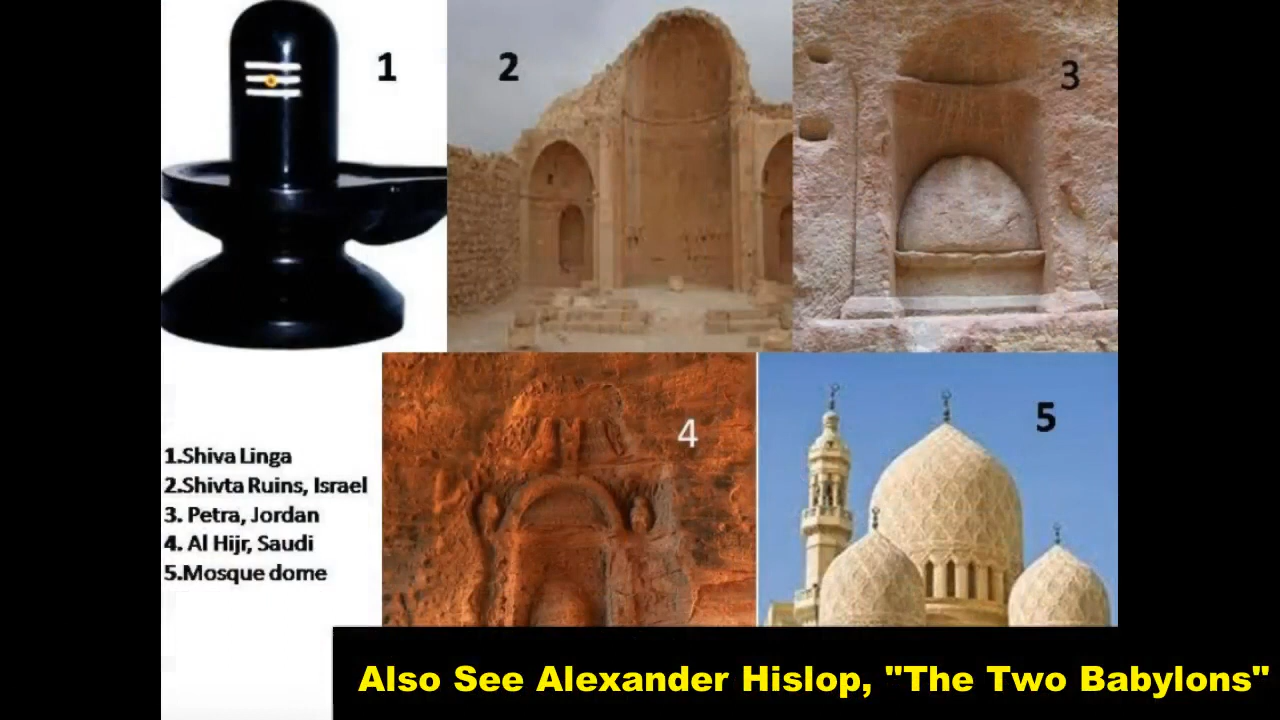 1
2
3
4
5
1.Shiva Linga
2.Shivta Ruins, Israel
3. Petra, Jordan
4. Al Hijr, Saudi
5.Mosque dome
Also See Alexander Hislop, "The Two Babylons"